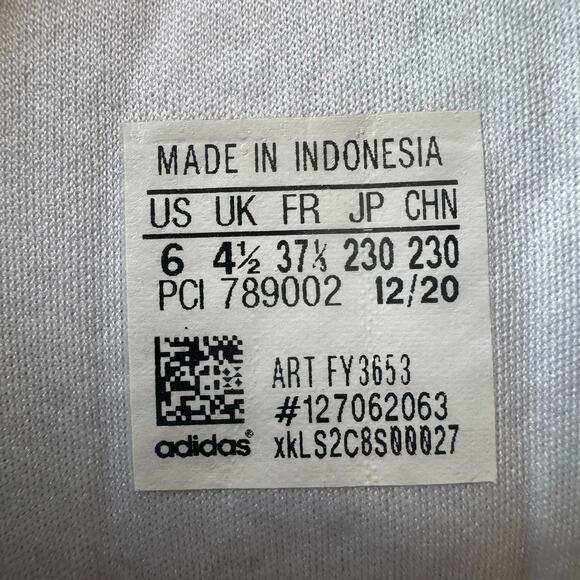 MADE IN INDONESIA
US UK FR JP CHN
6 4½ 37⅓ 230 230
PCI 789002 12/20
ART FY3653
#127062063
adidas® xkLS2C8S00027